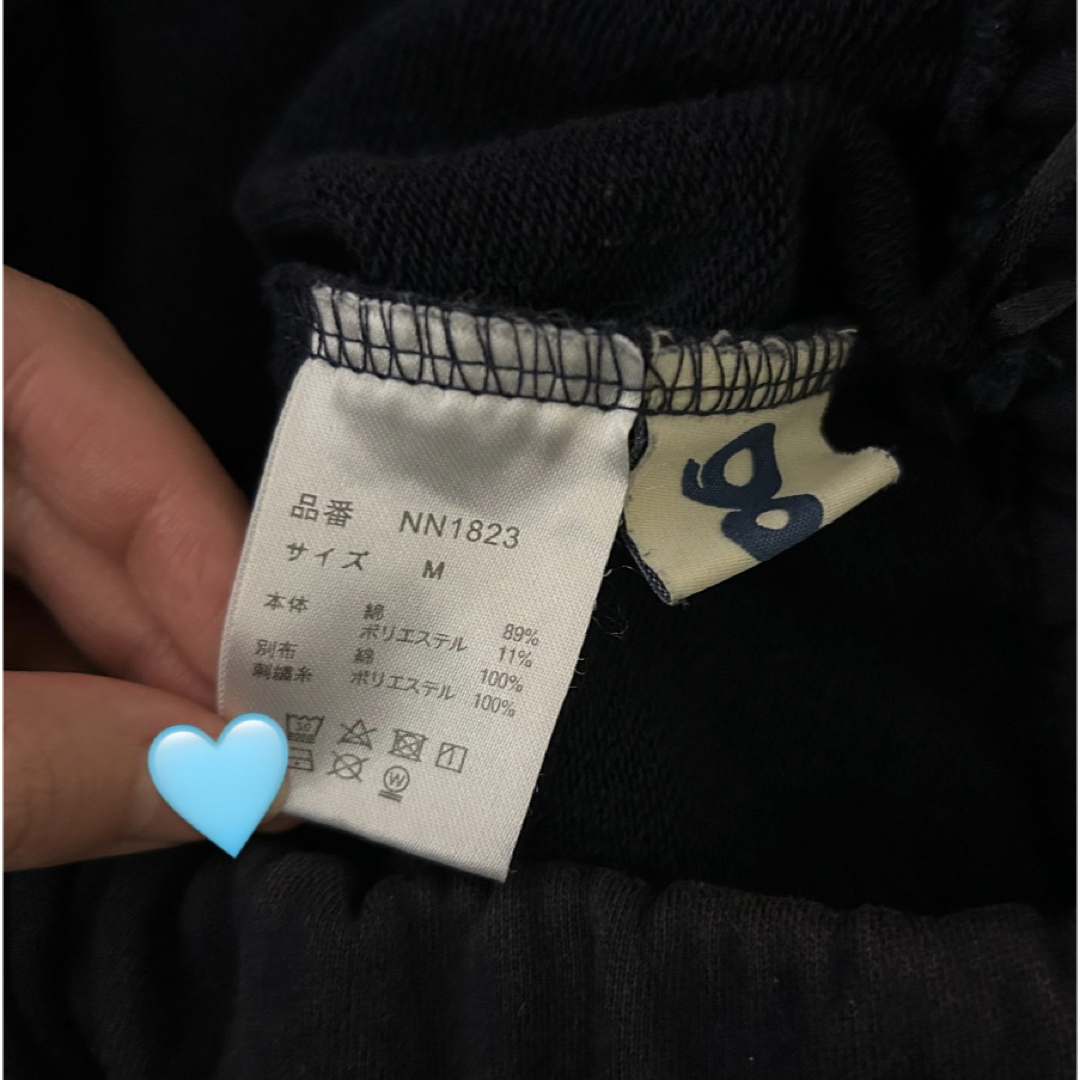 品番 NN1823
サイズ M
本体 綿 89%
ポリエステル 11%
別布 綿 100%
刺繍糸 ポリエステル 100%
30
W